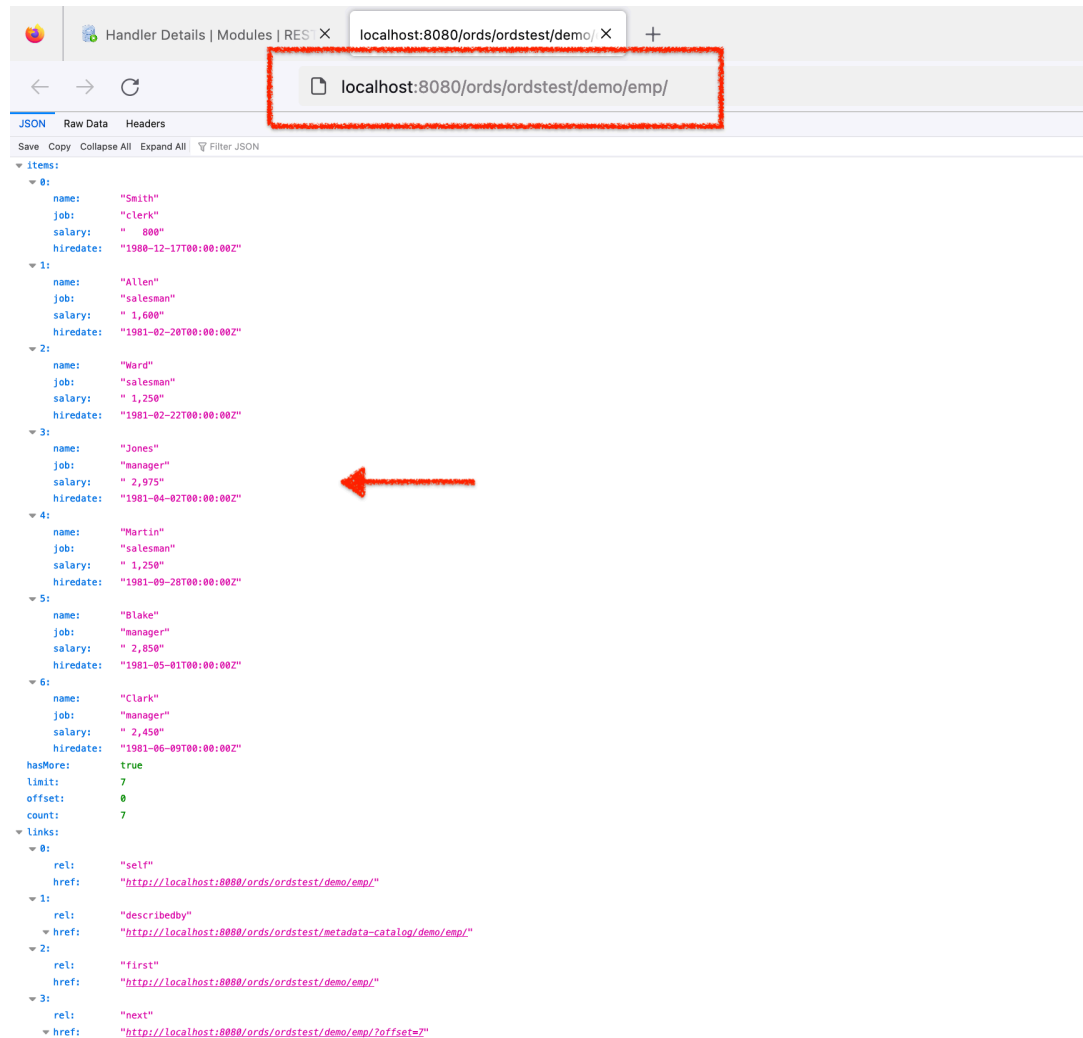 Handler Details | Modules | RES
localhost:8080/ords/ordstest/demo/
localhost:8080/ords/ordstest/demo/emp/
JSON Raw Data Headers
Save Copy Collapse All Expand All Filter JSON
items:
0:
name: "Smith"
job: "clerk"
salary: "   800"
hiredate: "1980-12-17T00:00:00Z"
1:
name: "Allen"
job: "salesman"
salary: " 1,600"
hiredate: "1981-02-20T00:00:00Z"
2:
name: "Ward"
job: "salesman"
salary: " 1,250"
hiredate: "1981-02-22T00:00:00Z"
3:
name: "Jones"
job: "manager"
salary: " 2,975"
hiredate: "1981-04-02T00:00:00Z"
4:
name: "Martin"
job: "salesman"
salary: " 1,250"
hiredate: "1981-09-28T00:00:00Z"
5:
name: "Blake"
job: "manager"
salary: " 2,850"
hiredate: "1981-05-01T00:00:00Z"
6:
name: "Clark"
job: "manager"
salary: " 2,450"
hiredate: "1981-06-09T00:00:00Z"
hasMore: true
limit: 7
offset: 0
count: 7
links:
0:
rel: "self"
href: "http://localhost:8080/ords/ordstest/demo/emp/"
1:
rel: "describedby"
href: "http://localhost:8080/ords/ordstest/metadata-catalog/demo/emp/"
2:
rel: "first"
href: "http://localhost:8080/ords/ordstest/demo/emp/"
3:
rel: "next"
href: "http://localhost:8080/ords/ordstest/demo/emp/?offset=7"